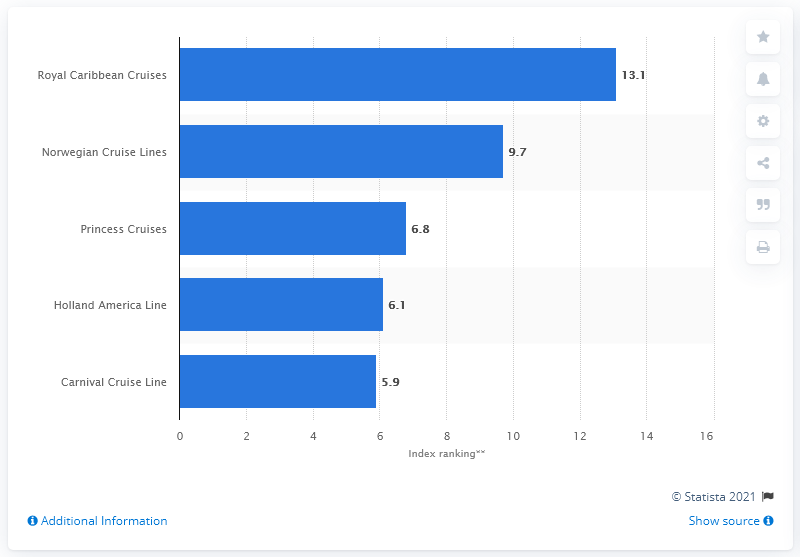 Royal Caribbean Cruises 13.1
Norwegian Cruise Lines 9.7
Princess Cruises 6.8
Holland America Line 6.1
Carnival Cruise Line 5.9
0 2 4 6 8 10 12 14 16
Index ranking**
© Statista 2021
Additional Information Show source